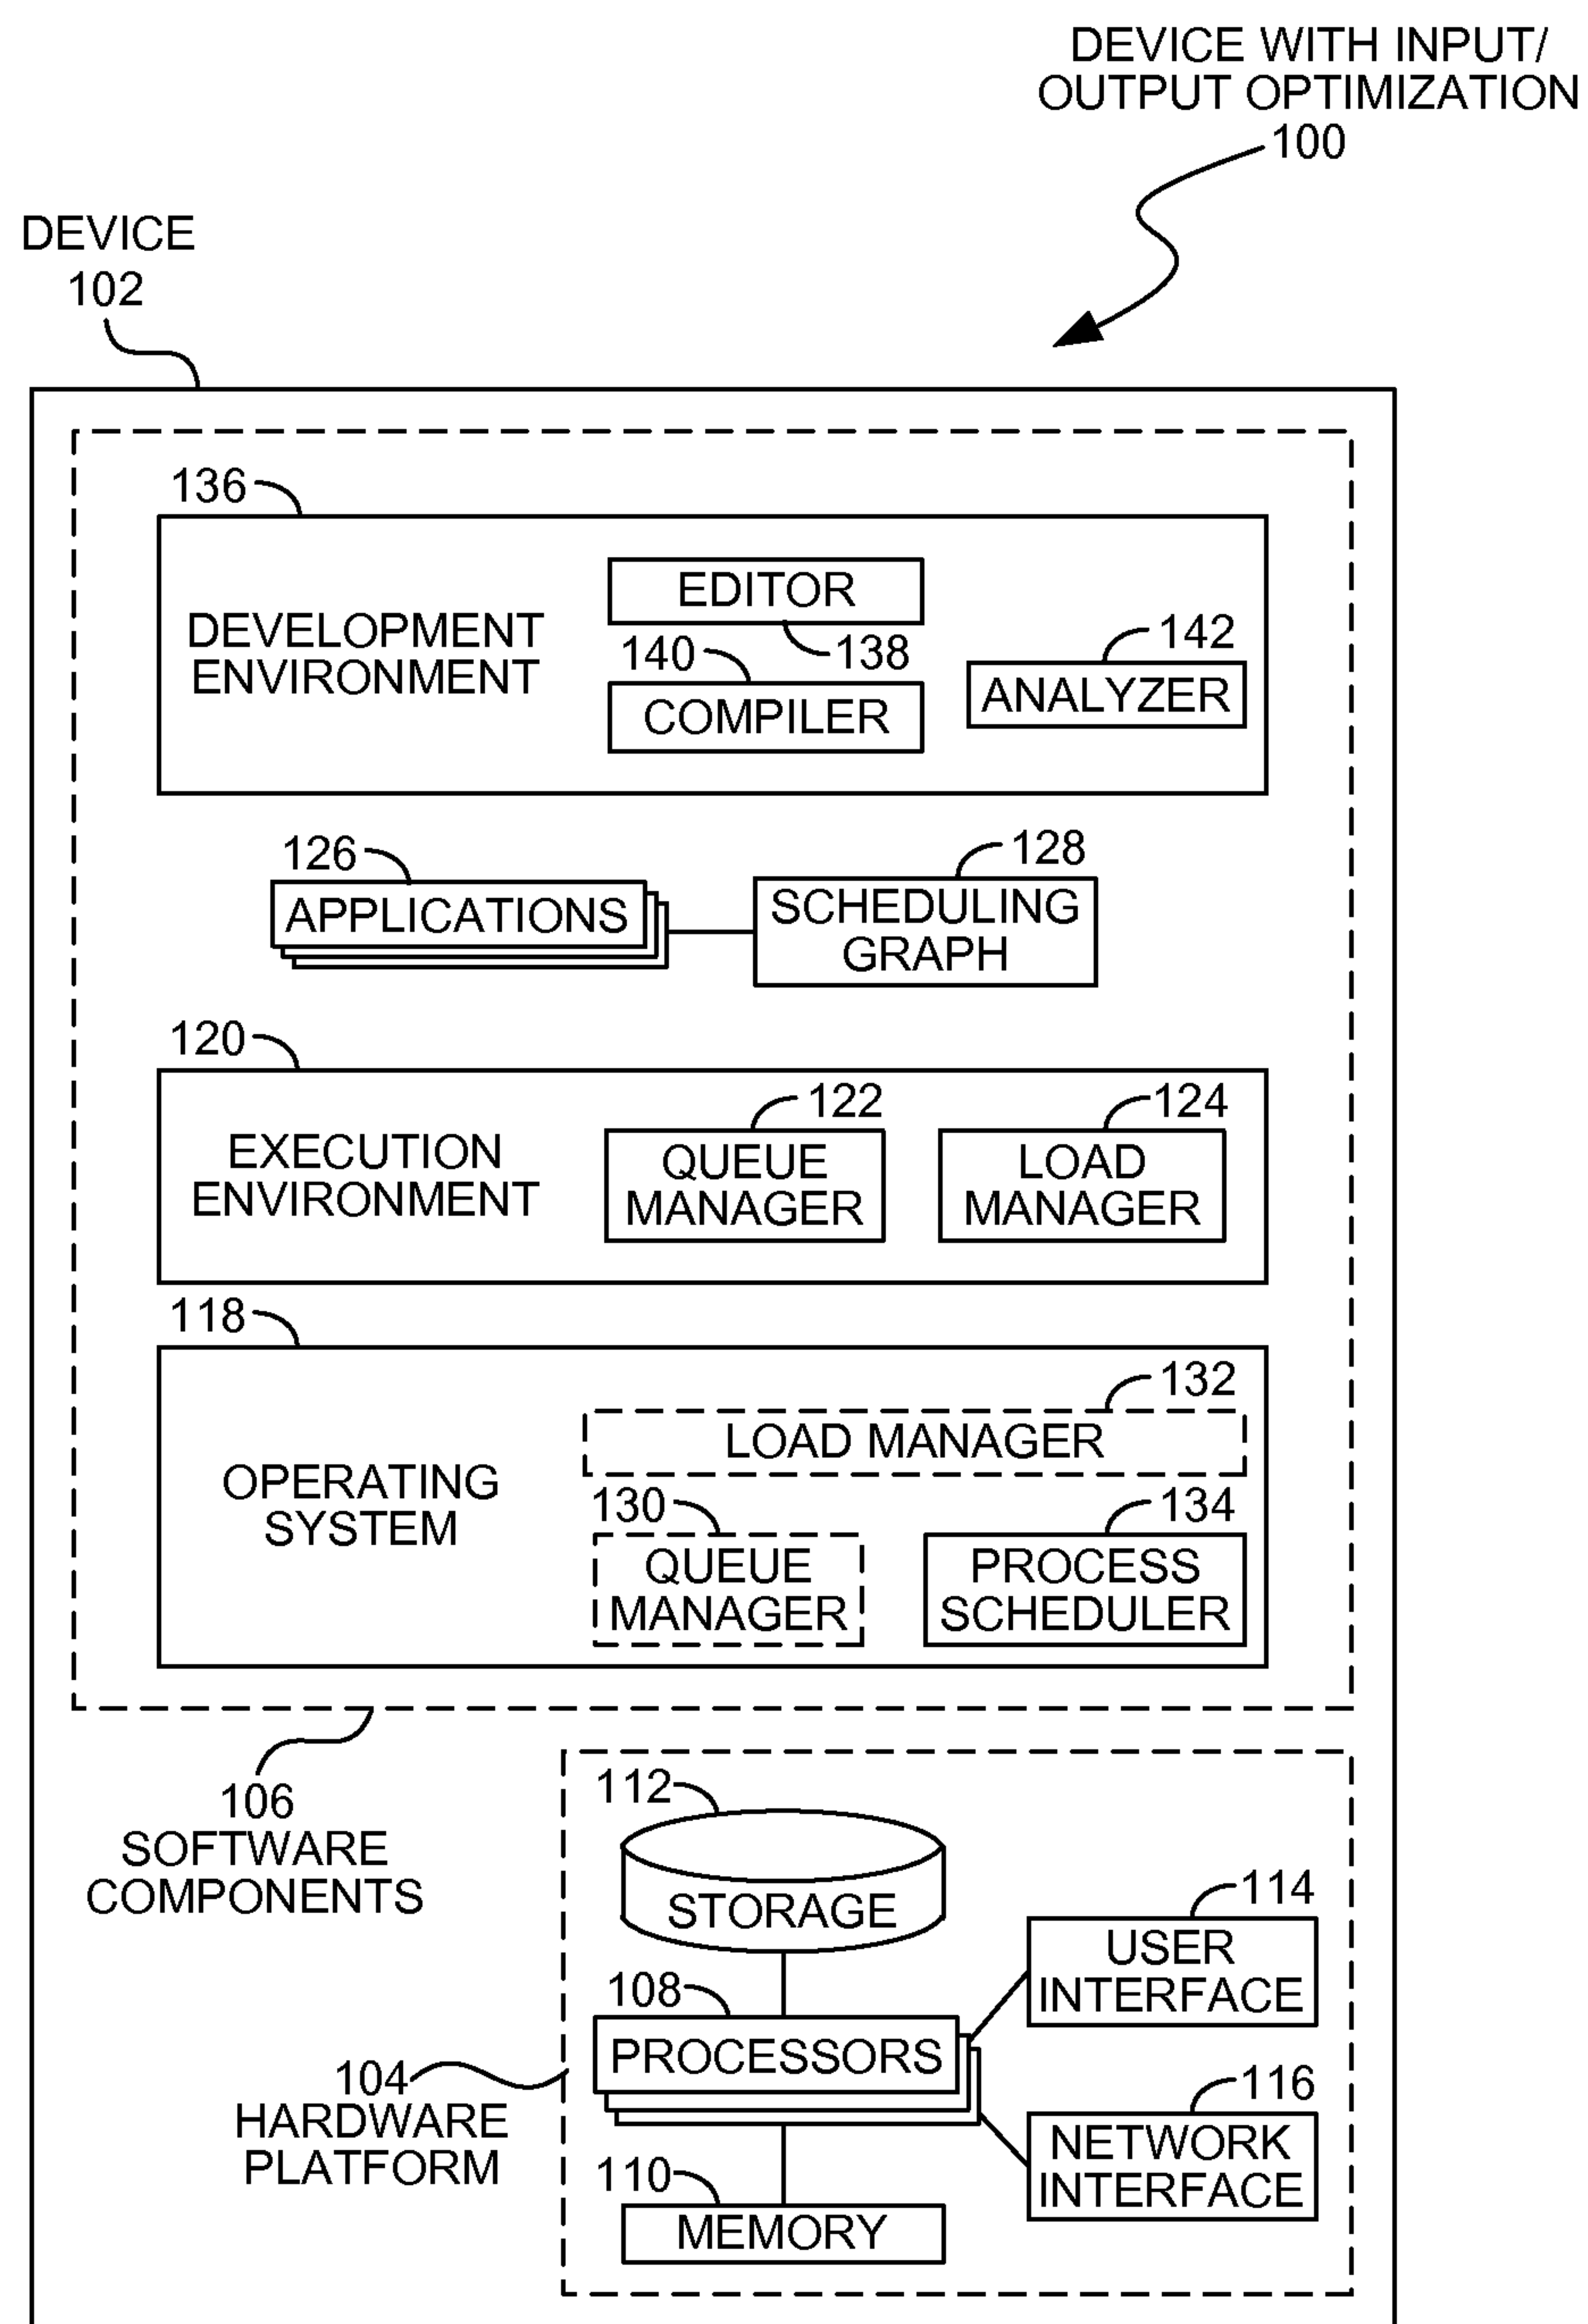 DEVICE WITH INPUT/
OUTPUT OPTIMIZATION
100
DEVICE
102
136
DEVELOPMENT
ENVIRONMENT
EDITOR
138
140
COMPILER
142
ANALYZER
126
APPLICATIONS
128
SCHEDULING
GRAPH
120
EXECUTION
ENVIRONMENT
122
QUEUE
MANAGER
124
LOAD
MANAGER
118
OPERATING
SYSTEM
132
LOAD MANAGER
130
QUEUE
MANAGER
134
PROCESS
SCHEDULER
106
SOFTWARE
COMPONENTS
112
STORAGE
114
USER
INTERFACE
108
PROCESSORS
104
HARDWARE
PLATFORM
116
NETWORK
INTERFACE
110
MEMORY